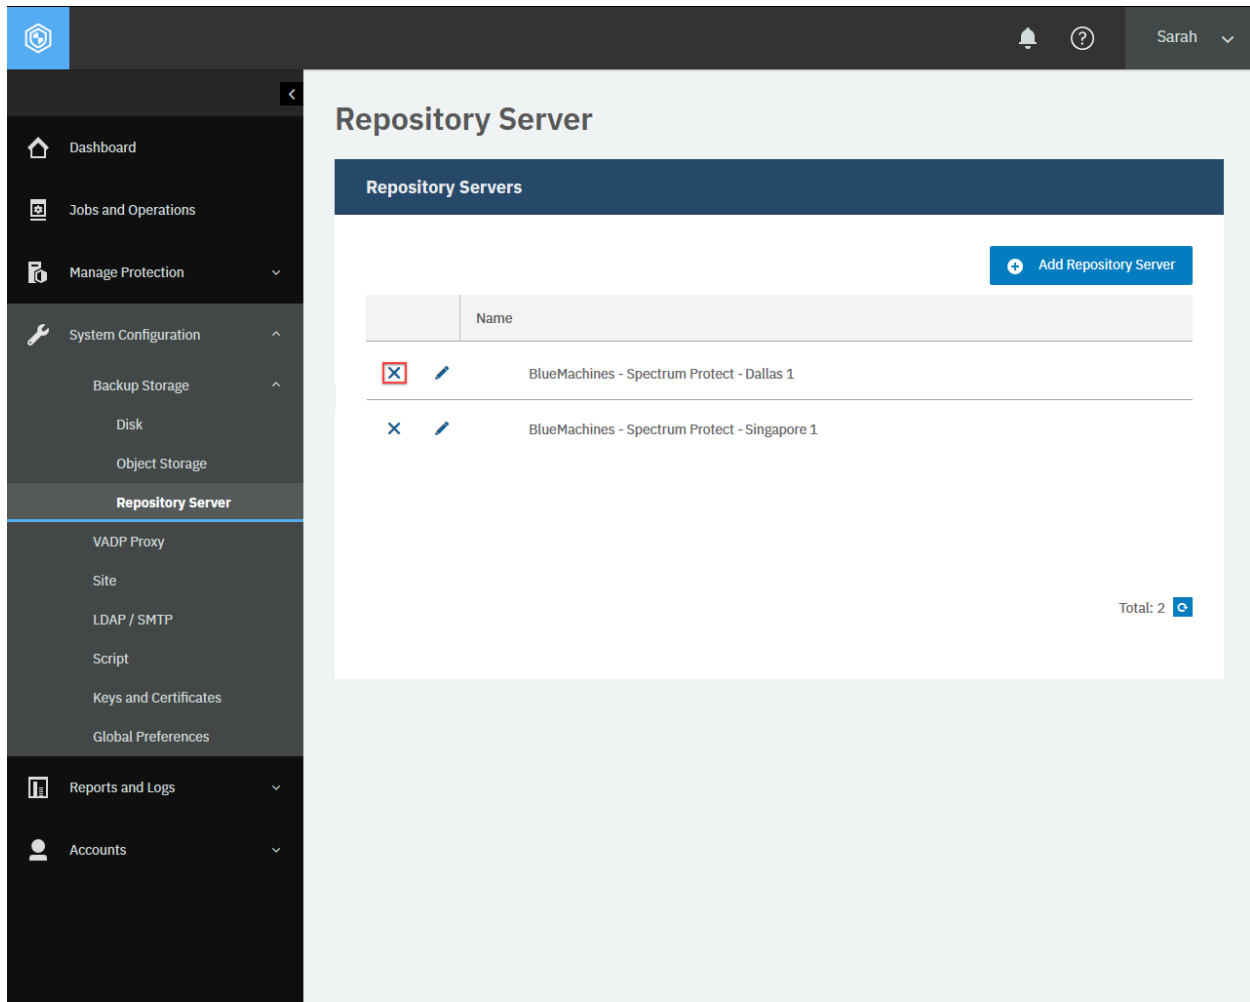 Sarah
Repository Server
Dashboard
Jobs and Operations
Manage Protection
System Configuration
Backup Storage
Disk
Object Storage
Repository Server
VADP Proxy
Site
LDAP / SMTP
Script
Keys and Certificates
Global Preferences
Reports and Logs
Accounts
Repository Servers
Add Repository Server
Name
BlueMachines - Spectrum Protect - Dallas 1
BlueMachines - Spectrum Protect - Singapore 1
Total: 2